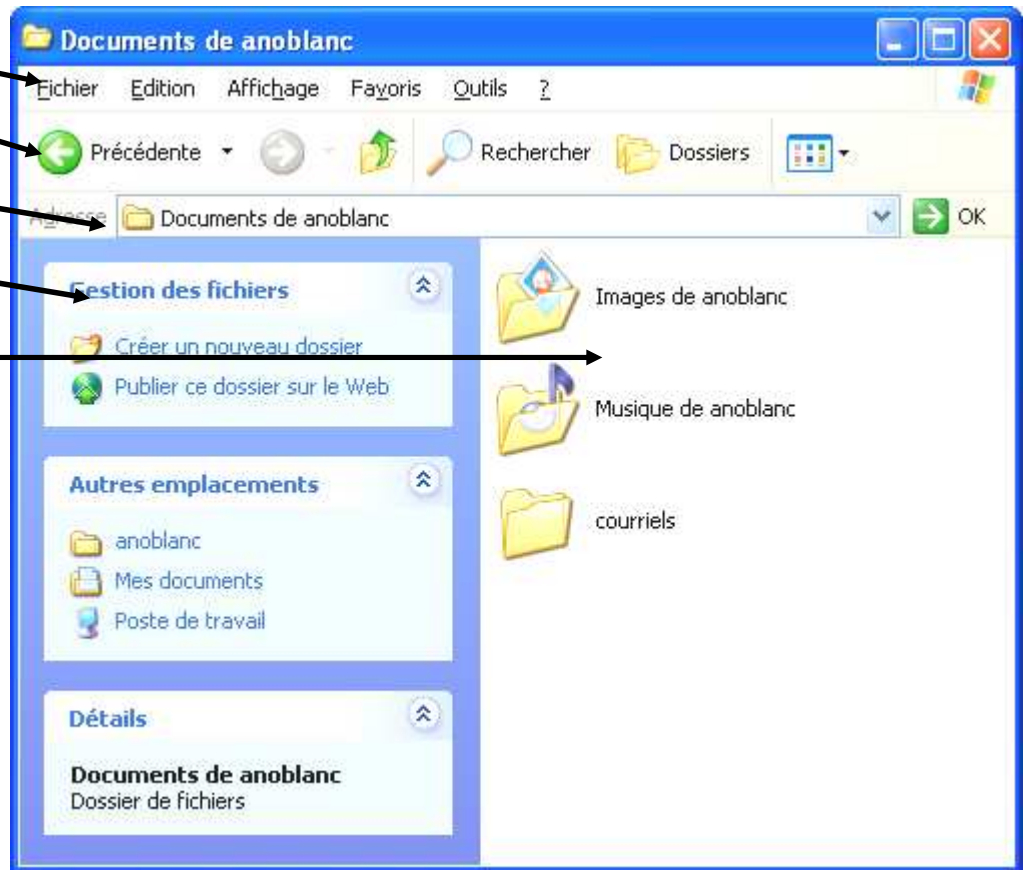 Documents de anoblanc
Fichier Edition Affichage Favoris Outils ?
Précédente Rechercher Dossiers
Adresse Documents de anoblanc OK
Gestion des fichiers
Créer un nouveau dossier
Publier ce dossier sur le Web
Autres emplacements
anoblanc
Mes documents
Poste de travail
Détails
Documents de anoblanc
Dossier de fichiers
Images de anoblanc
Musique de anoblanc
courriels